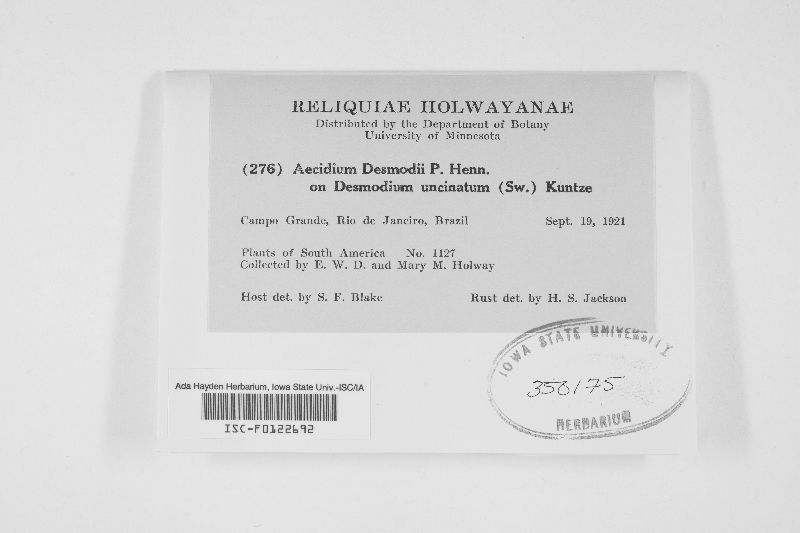 RELIQUIAE HOLWAYANAE
Distributed by the Department of Botany
University of Minnesota
(276) Aecidium Desmodii P. Henn.
on Desmodium uncinatum (Sw.) Kuntze
Campo Grande, Rio de Janeiro, Brazil Sept. 19, 1921
Plants of South America No. 1127
Collected by E. W. D. and Mary M. Holway
Host det. by S. F. Blake Rust det. by H. S. Jackson
IOWA STATE UNIVERSITY
350175
HERBARIUM
Ada Hayden Herbarium, Iowa State Univ.-ISC/IA
ISC-F0122692